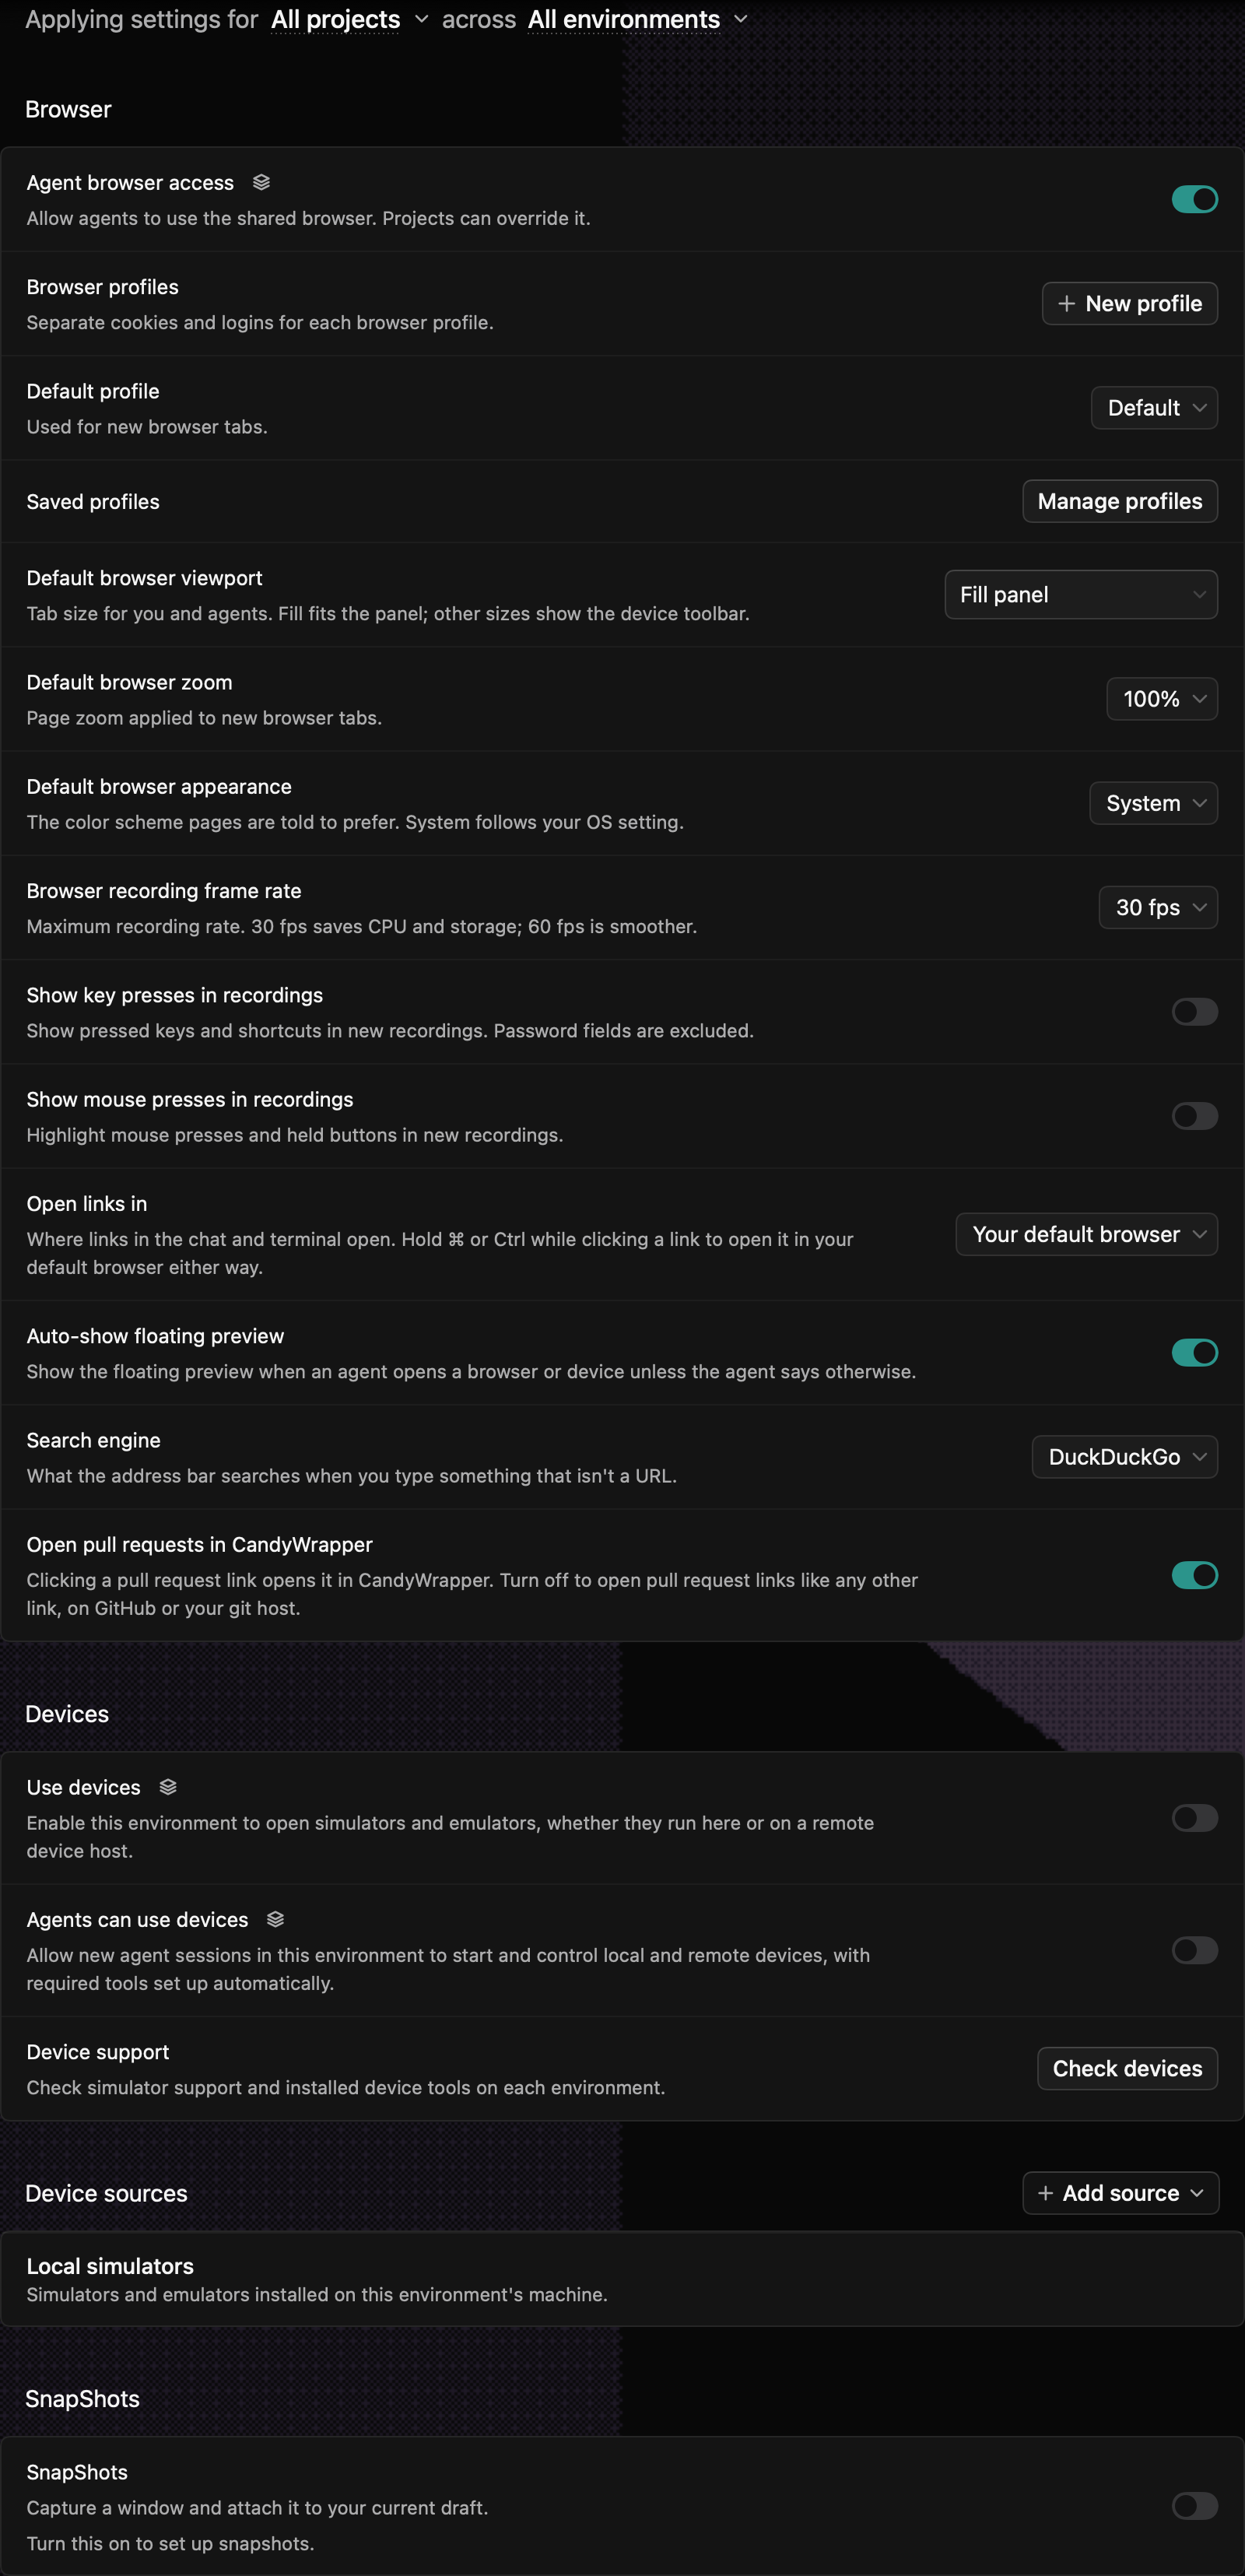 Applying settings for All projects across All environments
Browser
Agent browser access
Allow agents to use the shared browser. Projects can override it.
Browser profiles
Separate cookies and logins for each browser profile.
+ New profile
Default profile
Used for new browser tabs.
Default
Saved profiles
Manage profiles
Default browser viewport
Tab size for you and agents. Fill fits the panel; other sizes show the device toolbar.
Fill panel
Default browser zoom
Page zoom applied to new browser tabs.
100%
Default browser appearance
The color scheme pages are told to prefer. System follows your OS setting.
System
Browser recording frame rate
Maximum recording rate. 30 fps saves CPU and storage; 60 fps is smoother.
30 fps
Show key presses in recordings
Show pressed keys and shortcuts in new recordings. Password fields are excluded.
Show mouse presses in recordings
Highlight mouse presses and held buttons in new recordings.
Open links in
Where links in the chat and terminal open. Hold ⌘ or Ctrl while clicking a link to open it in your
default browser either way.
Your default browser
Auto-show floating preview
Show the floating preview when an agent opens a browser or device unless the agent says otherwise.
Search engine
What the address bar searches when you type something that isn't a URL.
DuckDuckGo
Open pull requests in CandyWrapper
Clicking a pull request link opens it in CandyWrapper. Turn off to open pull request links like any other
link, on GitHub or your git host.
Devices
Use devices
Enable this environment to open simulators and emulators, whether they run here or on a remote
device host.
Agents can use devices
Allow new agent sessions in this environment to start and control local and remote devices, with
required tools set up automatically.
Device support
Check simulator support and installed device tools on each environment.
Check devices
Device sources
+ Add source
Local simulators
Simulators and emulators installed on this environment's machine.
SnapShots
SnapShots
Capture a window and attach it to your current draft.
Turn this on to set up snapshots.